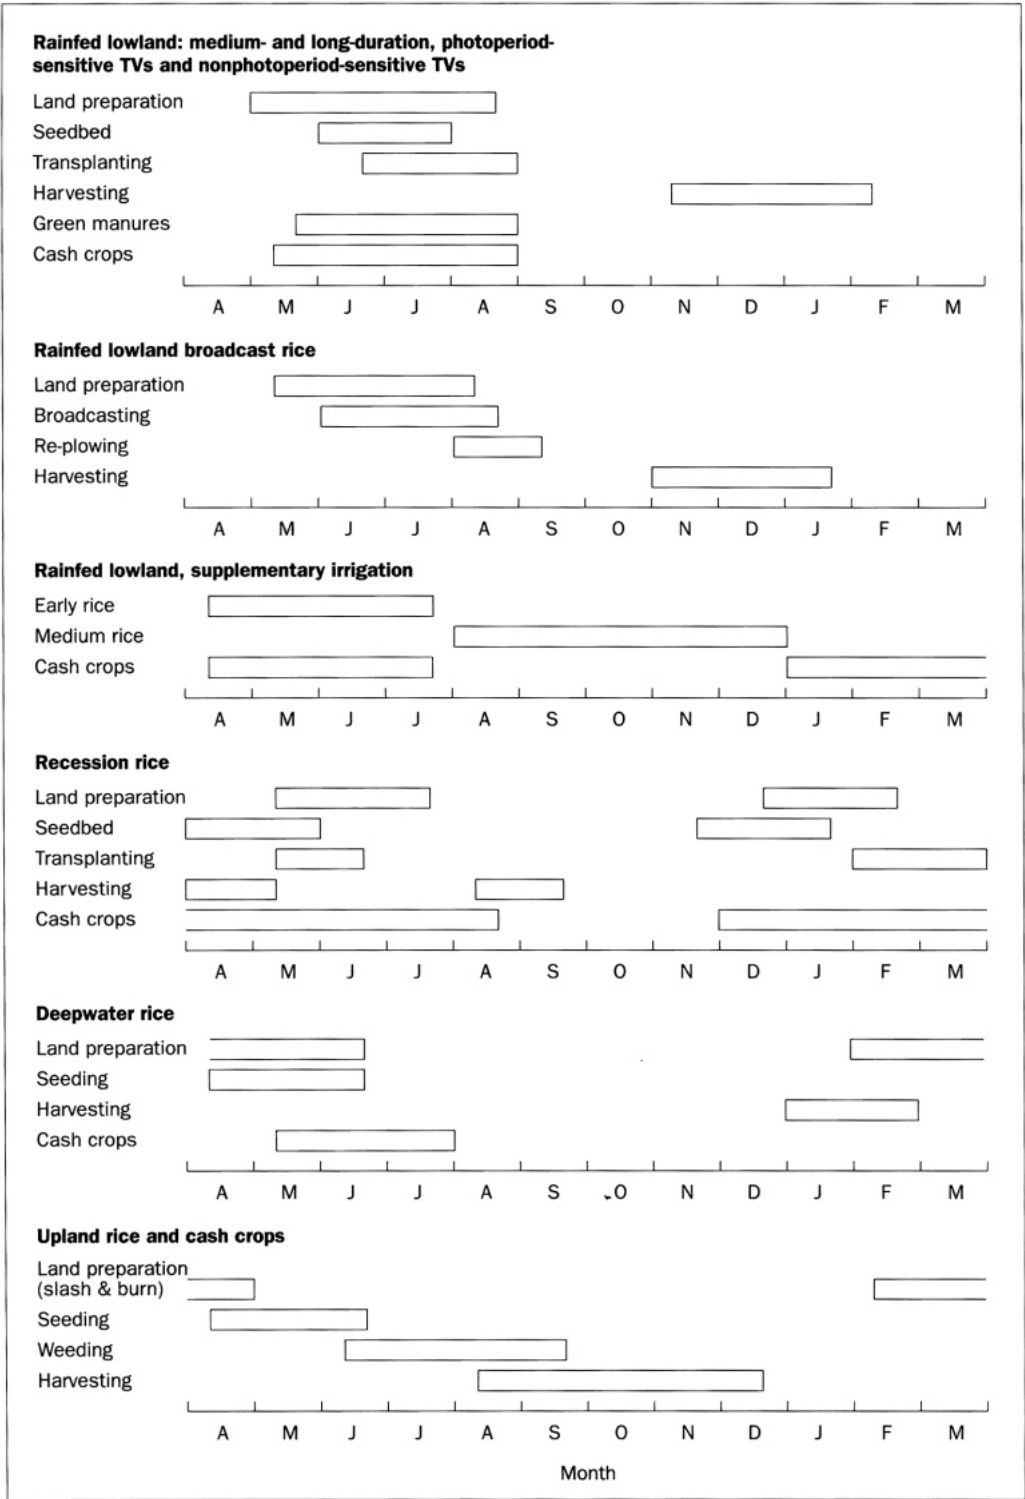 Rainfed lowland: medium- and long-duration, photoperiod-
sensitive TVs and nonphotoperiod-sensitive TVs
Land preparation
Seedbed
Transplanting
Harvesting
Green manures
Cash crops
A M J J A S O N D J F M
Rainfed lowland broadcast rice
Land preparation
Broadcasting
Re-plowing
Harvesting
A M J J A S O N D J F M
Rainfed lowland, supplementary irrigation
Early rice
Medium rice
Cash crops
A M J J A S O N D J F M
Recession rice
Land preparation
Seedbed
Transplanting
Harvesting
Cash crops
A M J J A S O N D J F M
Deepwater rice
Land preparation
Seeding
Harvesting
Cash crops
A M J J A S O N D J F M
Upland rice and cash crops
Land preparation
(slash & burn)
Seeding
Weeding
Harvesting
A M J J A S O N D J F M
Month